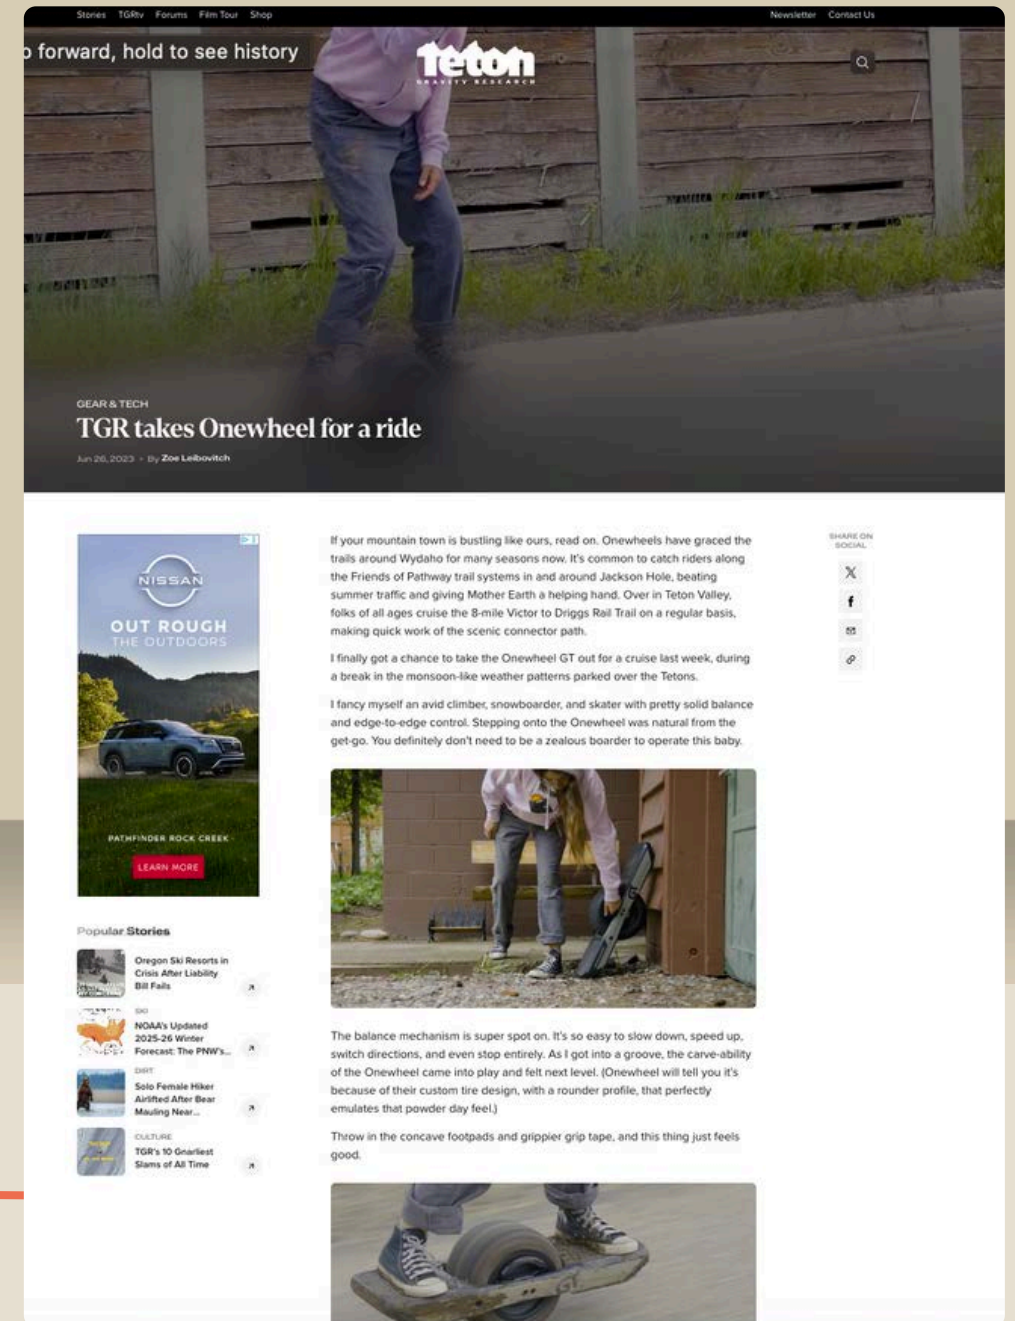 Stories TGRtv Forums Film Tour Shop
Newsletter Contact Us
forward, hold to see history
Teton
GRAVITY RESEARCH
GEAR & TECH
TGR takes Onewheel for a ride
Jun 26, 2023 • By Zoe Leibovitch
NISSAN
OUT ROUGH
THE OUTDOORS
PATHFINDER ROCK CREEK
LEARN MORE
Popular Stories
Oregon Ski Resorts in
Crisis After Liability
Bill Fails
SKI
NOAA's Updated
2025-26 Winter
Forecast: The PNW's...
DIRT
Solo Female Hiker
Airlifted After Bear
Mauling Near...
CULTURE
TGR's 10 Gnarliest
Slams of All Time
If your mountain town is bustling like ours, read on. Onewheels have graced the
trails around Wydaho for many seasons now. It's common to catch riders along
the Friends of Pathway trail systems in and around Jackson Hole, beating
summer traffic and giving Mother Earth a helping hand. Over in Teton Valley,
folks of all ages cruise the 8-mile Victor to Driggs Rail Trail on a regular basis,
making quick work of the scenic connector path.
I finally got a chance to take the Onewheel GT out for a cruise last week, during
a break in the monsoon-like weather patterns parked over the Tetons.
I fancy myself an avid climber, snowboarder, and skater with pretty solid balance
and edge-to-edge control. Stepping onto the Onewheel was natural from the
get-go. You definitely don't need to be a zealous boarder to operate this baby.
The balance mechanism is super spot on. It's so easy to slow down, speed up,
switch directions, and even stop entirely. As I got into a groove, the carve-ability
of the Onewheel came into play and felt next level. (Onewheel will tell you it's
because of their custom tire design, with a rounder profile, that perfectly
emulates that powder day feel.)
Throw in the concave footpads and grippier grip tape, and this thing just feels
good.
SHARE ON
SOCIAL